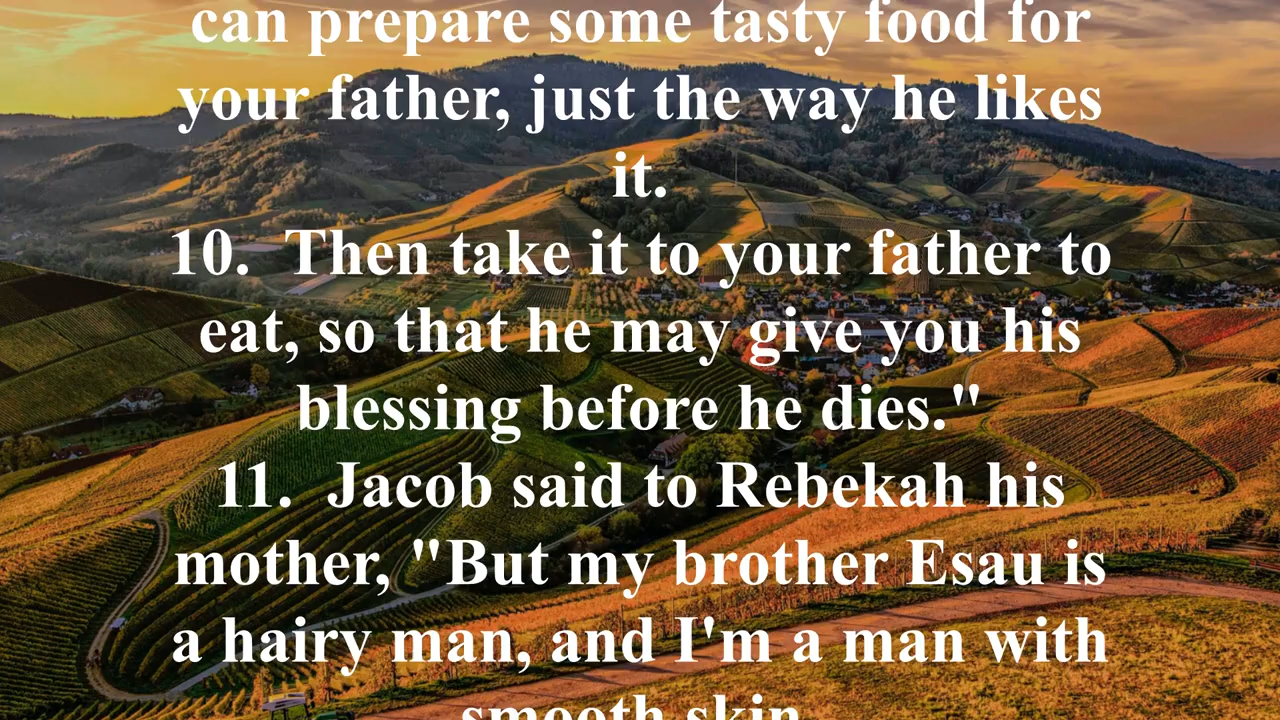 can prepare some tasty food for
your father, just the way he likes
it.
10.  Then take it to your father to
eat, so that he may give you his
blessing before he dies."
11.  Jacob said to Rebekah his
mother, "But my brother Esau is
a hairy man, and I'm a man with
smooth skin.